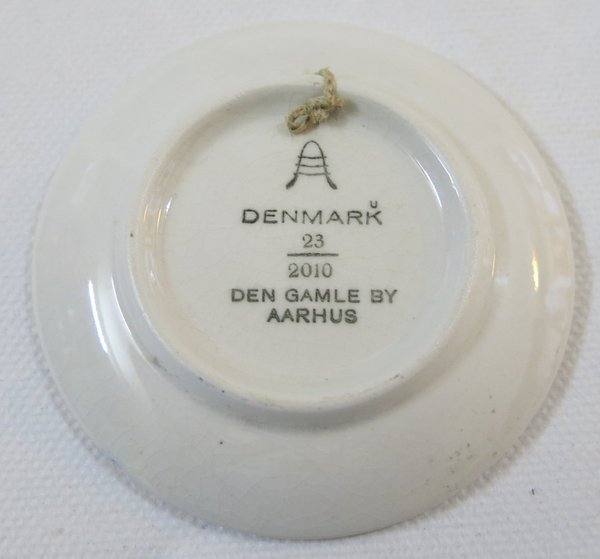 DENMARK
23
2010
DEN GAMLE BY
AARHUS